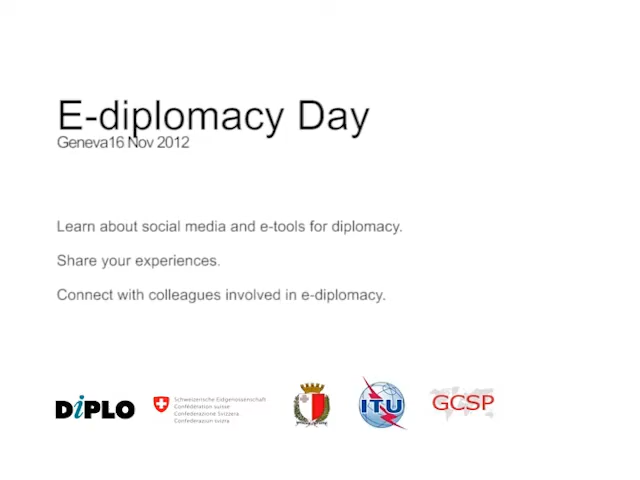 E-diplomacy Day
Geneva16 Nov 2012
Learn about social media and e-tools for diplomacy.
Share your experiences.
Connect with colleagues involved in e-diplomacy.
DiPLO
Schweizerische Eidgenossenschaft
Confédération suisse
Confederazione Svizzera
Confederaziun svizra
ITU
GCSP